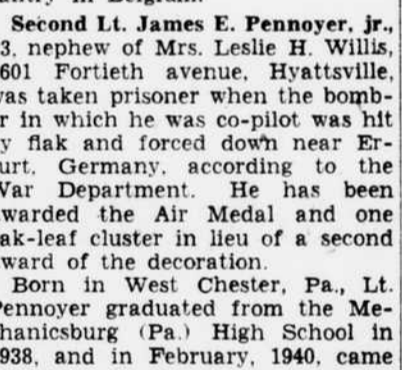 Second Lt. James E. Pennoyer, jr.,
3, nephew of Mrs. Leslie H. Willis,
601 Fortieth avenue, Hyattsville,
was taken prisoner when the bomb-
r in which he was co-pilot was hit
y flak and forced down near Er-
urt, Germany, according to the
War Department. He has been
warded the Air Medal and one
ak-leaf cluster in lieu of a second
ward of the decoration.
Born in West Chester, Pa., Lt.
Pennoyer graduated from the Me-
hanicsburg (Pa.) High School in
938, and in February, 1940, came